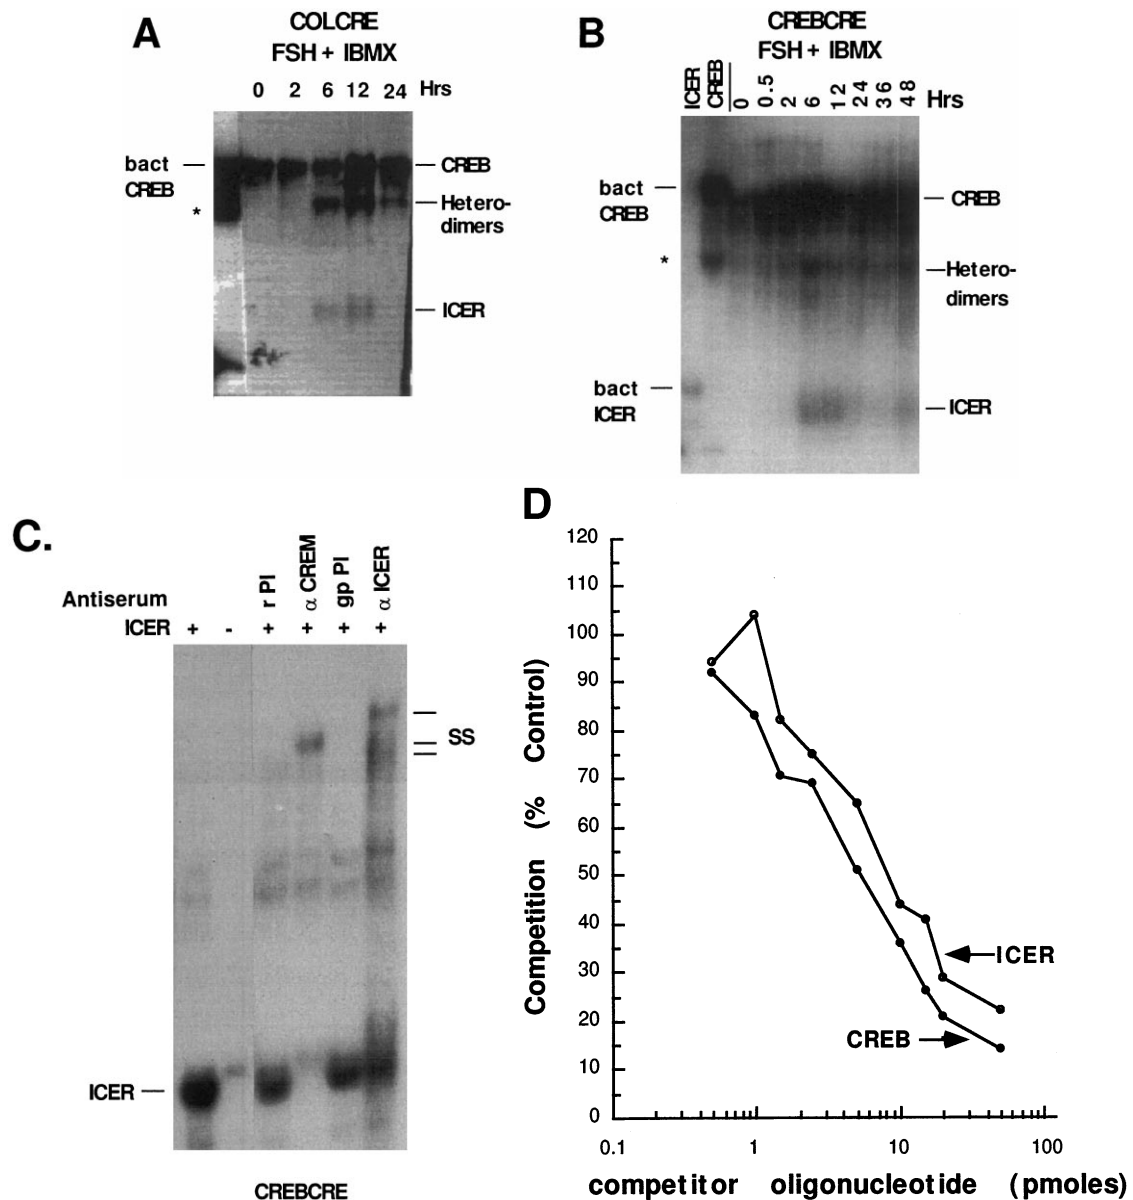 A
COLCRE
FSH + IBMX
0 2 6 12 24 Hrs
bact
CREB
*
CREB
Hetero-
dimers
ICER
B
CREBCRE
FSH + IBMX
ICER CREB 0 0.5 2 6 12 24 36 48 Hrs
bact
CREB
*
bact
ICER
CREB
Hetero-
dimers
ICER
C.
Antiserum r PI α CREM gp PI α ICER
ICER + - + + + +
SS
ICER
CREBCRE
D
Competition (% Control)
120
110
100
90
80
70
60
50
40
30
20
10
0
ICER
CREB
0.1 1 10 100
competitor oligonucleotide (pmoles)